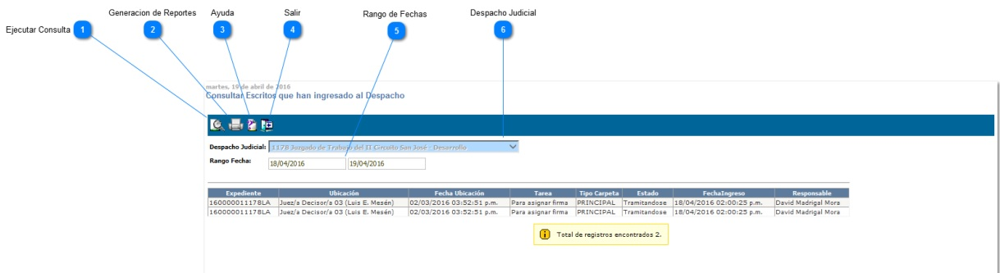 Generacion de Reportes Ayuda Salir Rango de Fechas Despacho Judicial
Ejecutar Consulta 1 2 3 4 5 6
martes, 19 de abril de 2016
Consultar Escritos que han ingresado al Despacho
Despacho Judicial: 1178 Juzgado de Trabajo del II Circuito San José - Desarrollo
Rango Fecha: 18/04/2016 19/04/2016
Expediente Ubicación Fecha Ubicación Tarea Tipo Carpeta Estado FechaIngreso Responsable
160000011178LA Juez/a Decisor/a 03 (Luis E. Mesén) 02/03/2016 03:52:51 p.m. Para asignar firma PRINCIPAL Tramitandose 18/04/2016 02:00:25 p.m. David Madrigal Mora
160000011178LA Juez/a Decisor/a 03 (Luis E. Mesén) 02/03/2016 03:52:51 p.m. Para asignar firma PRINCIPAL Tramitandose 18/04/2016 02:00:25 p.m. David Madrigal Mora
Total de registros encontrados 2.